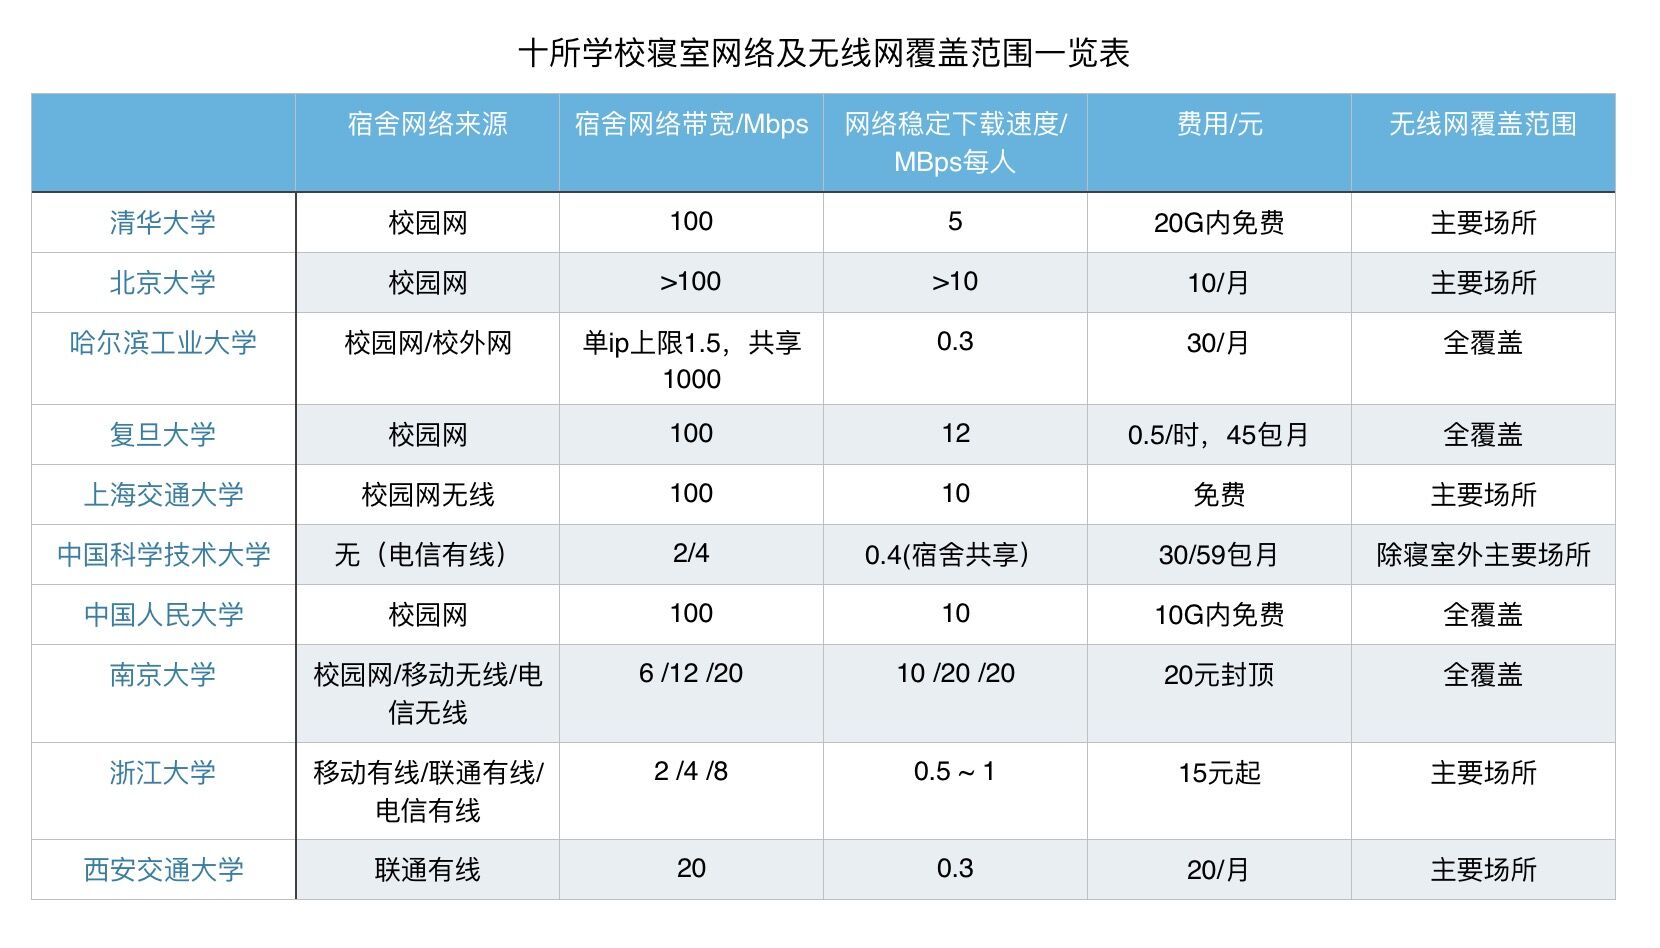 十所学校寝室网络及无线网覆盖范围一览表
宿舍网络来源 宿舍网络带宽/Mbps 网络稳定下载速度/ 费用/元 无线网覆盖范围
MBps每人
清华大学 校园网 100 5 20G内免费 主要场所
北京大学 校园网 >100 >10 10/月 主要场所
哈尔滨工业大学 校园网/校外网 单ip上限1.5，共享 0.3 30/月 全覆盖
1000
复旦大学 校园网 100 12 0.5/时，45包月 全覆盖
上海交通大学 校园网无线 100 10 免费 主要场所
中国科学技术大学 无（电信有线） 2/4 0.4(宿舍共享） 30/59包月 除寝室外主要场所
中国人民大学 校园网 100 10 10G内免费 全覆盖
南京大学 校园网/移动无线/电 6 /12 /20 10 /20 /20 20元封顶 全覆盖
信无线
浙江大学 移动有线/联通有线/ 2 /4 /8 0.5 ~ 1 15元起 主要场所
电信有线
西安交通大学 联通有线 20 0.3 20/月 主要场所